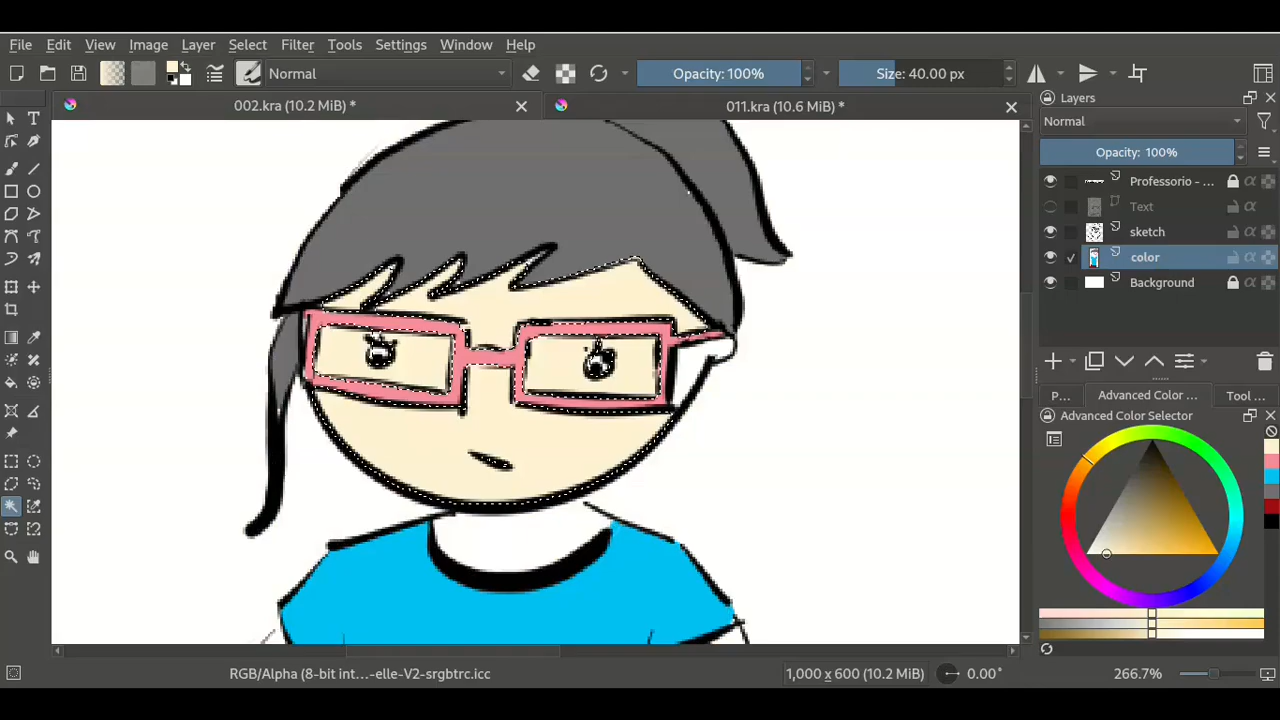 File Edit View Image Layer Select Filter Tools Settings Window Help
Normal Opacity: 100% Size: 40.00 px
002.kra (10.2 MiB) * 011.kra (10.6 MiB) *
Layers
Normal
Opacity: 100%
Professorio - ...
Text
sketch
color
Background
P... Advanced Color ... Tool ...
Advanced Color Selector
RGB/Alpha (8-bit int...-elle-V2-srgbtrc.icc 1,000 x 600 (10.2 MiB) 0.00° 266.7%